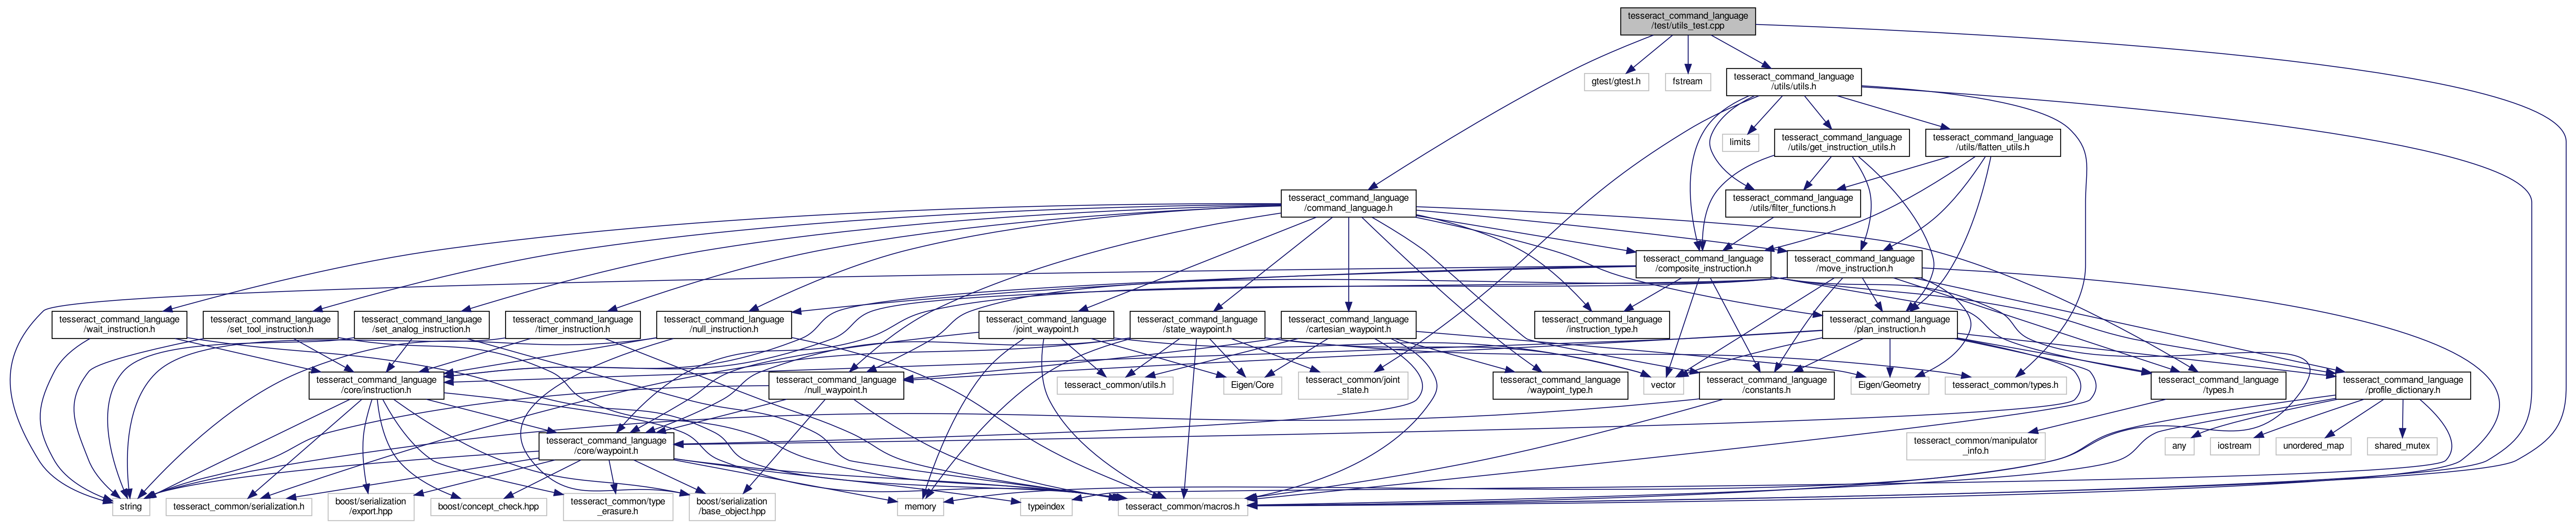 tesseract_command_language
/test/utils_test.cpp
gtest/gtest.h
fstream
tesseract_command_language
/utils/utils.h
limits
tesseract_command_language
/utils/get_instruction_utils.h
tesseract_command_language
/utils/flatten_utils.h
tesseract_command_language
/command_language.h
tesseract_command_language
/utils/filter_functions.h
tesseract_command_language
/composite_instruction.h
tesseract_command_language
/move_instruction.h
tesseract_command_language
/wait_instruction.h
tesseract_command_language
/set_tool_instruction.h
tesseract_command_language
/set_analog_instruction.h
tesseract_command_language
/timer_instruction.h
tesseract_command_language
/null_instruction.h
tesseract_command_language
/joint_waypoint.h
tesseract_command_language
/state_waypoint.h
tesseract_command_language
/cartesian_waypoint.h
tesseract_command_language
/instruction_type.h
tesseract_command_language
/plan_instruction.h
tesseract_command_language
/core/instruction.h
tesseract_command_language
/null_waypoint.h
tesseract_common/utils.h
Eigen/Core
tesseract_common/joint
_state.h
tesseract_command_language
/waypoint_type.h
vector
tesseract_command_language
/constants.h
Eigen/Geometry
tesseract_common/types.h
tesseract_command_language
/types.h
tesseract_command_language
/profile_dictionary.h
tesseract_command_language
/core/waypoint.h
tesseract_common/manipulator
_info.h
any
iostream
unordered_map
shared_mutex
string
tesseract_common/serialization.h
boost/serialization
/export.hpp
boost/concept_check.hpp
tesseract_common/type
_erasure.h
boost/serialization
/base_object.hpp
memory
typeindex
tesseract_common/macros.h